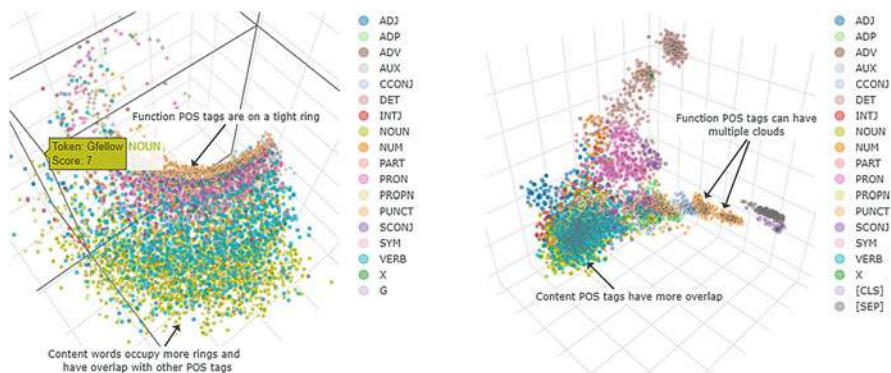 ADJ
ADP
ADV
AUX
CCONJ
DET
INTJ
NOUN
NUM
PART
PRON
PROPN
PUNCT
SCONJ
SYM
VERB
X
G
Function POS tags are on a tight ring
Token: Gfellow NOUN
Score: 7
Content words occupy more rings and
have overlap with other POS tags
ADJ
ADP
ADV
AUX
CCONJ
DET
INTJ
NOUN
NUM
PART
PRON
PROPN
PUNCT
SCONJ
SYM
VERB
X
[CLS]
[SEP]
Function POS tags can have
multiple clouds
Content POS tags have more overlap